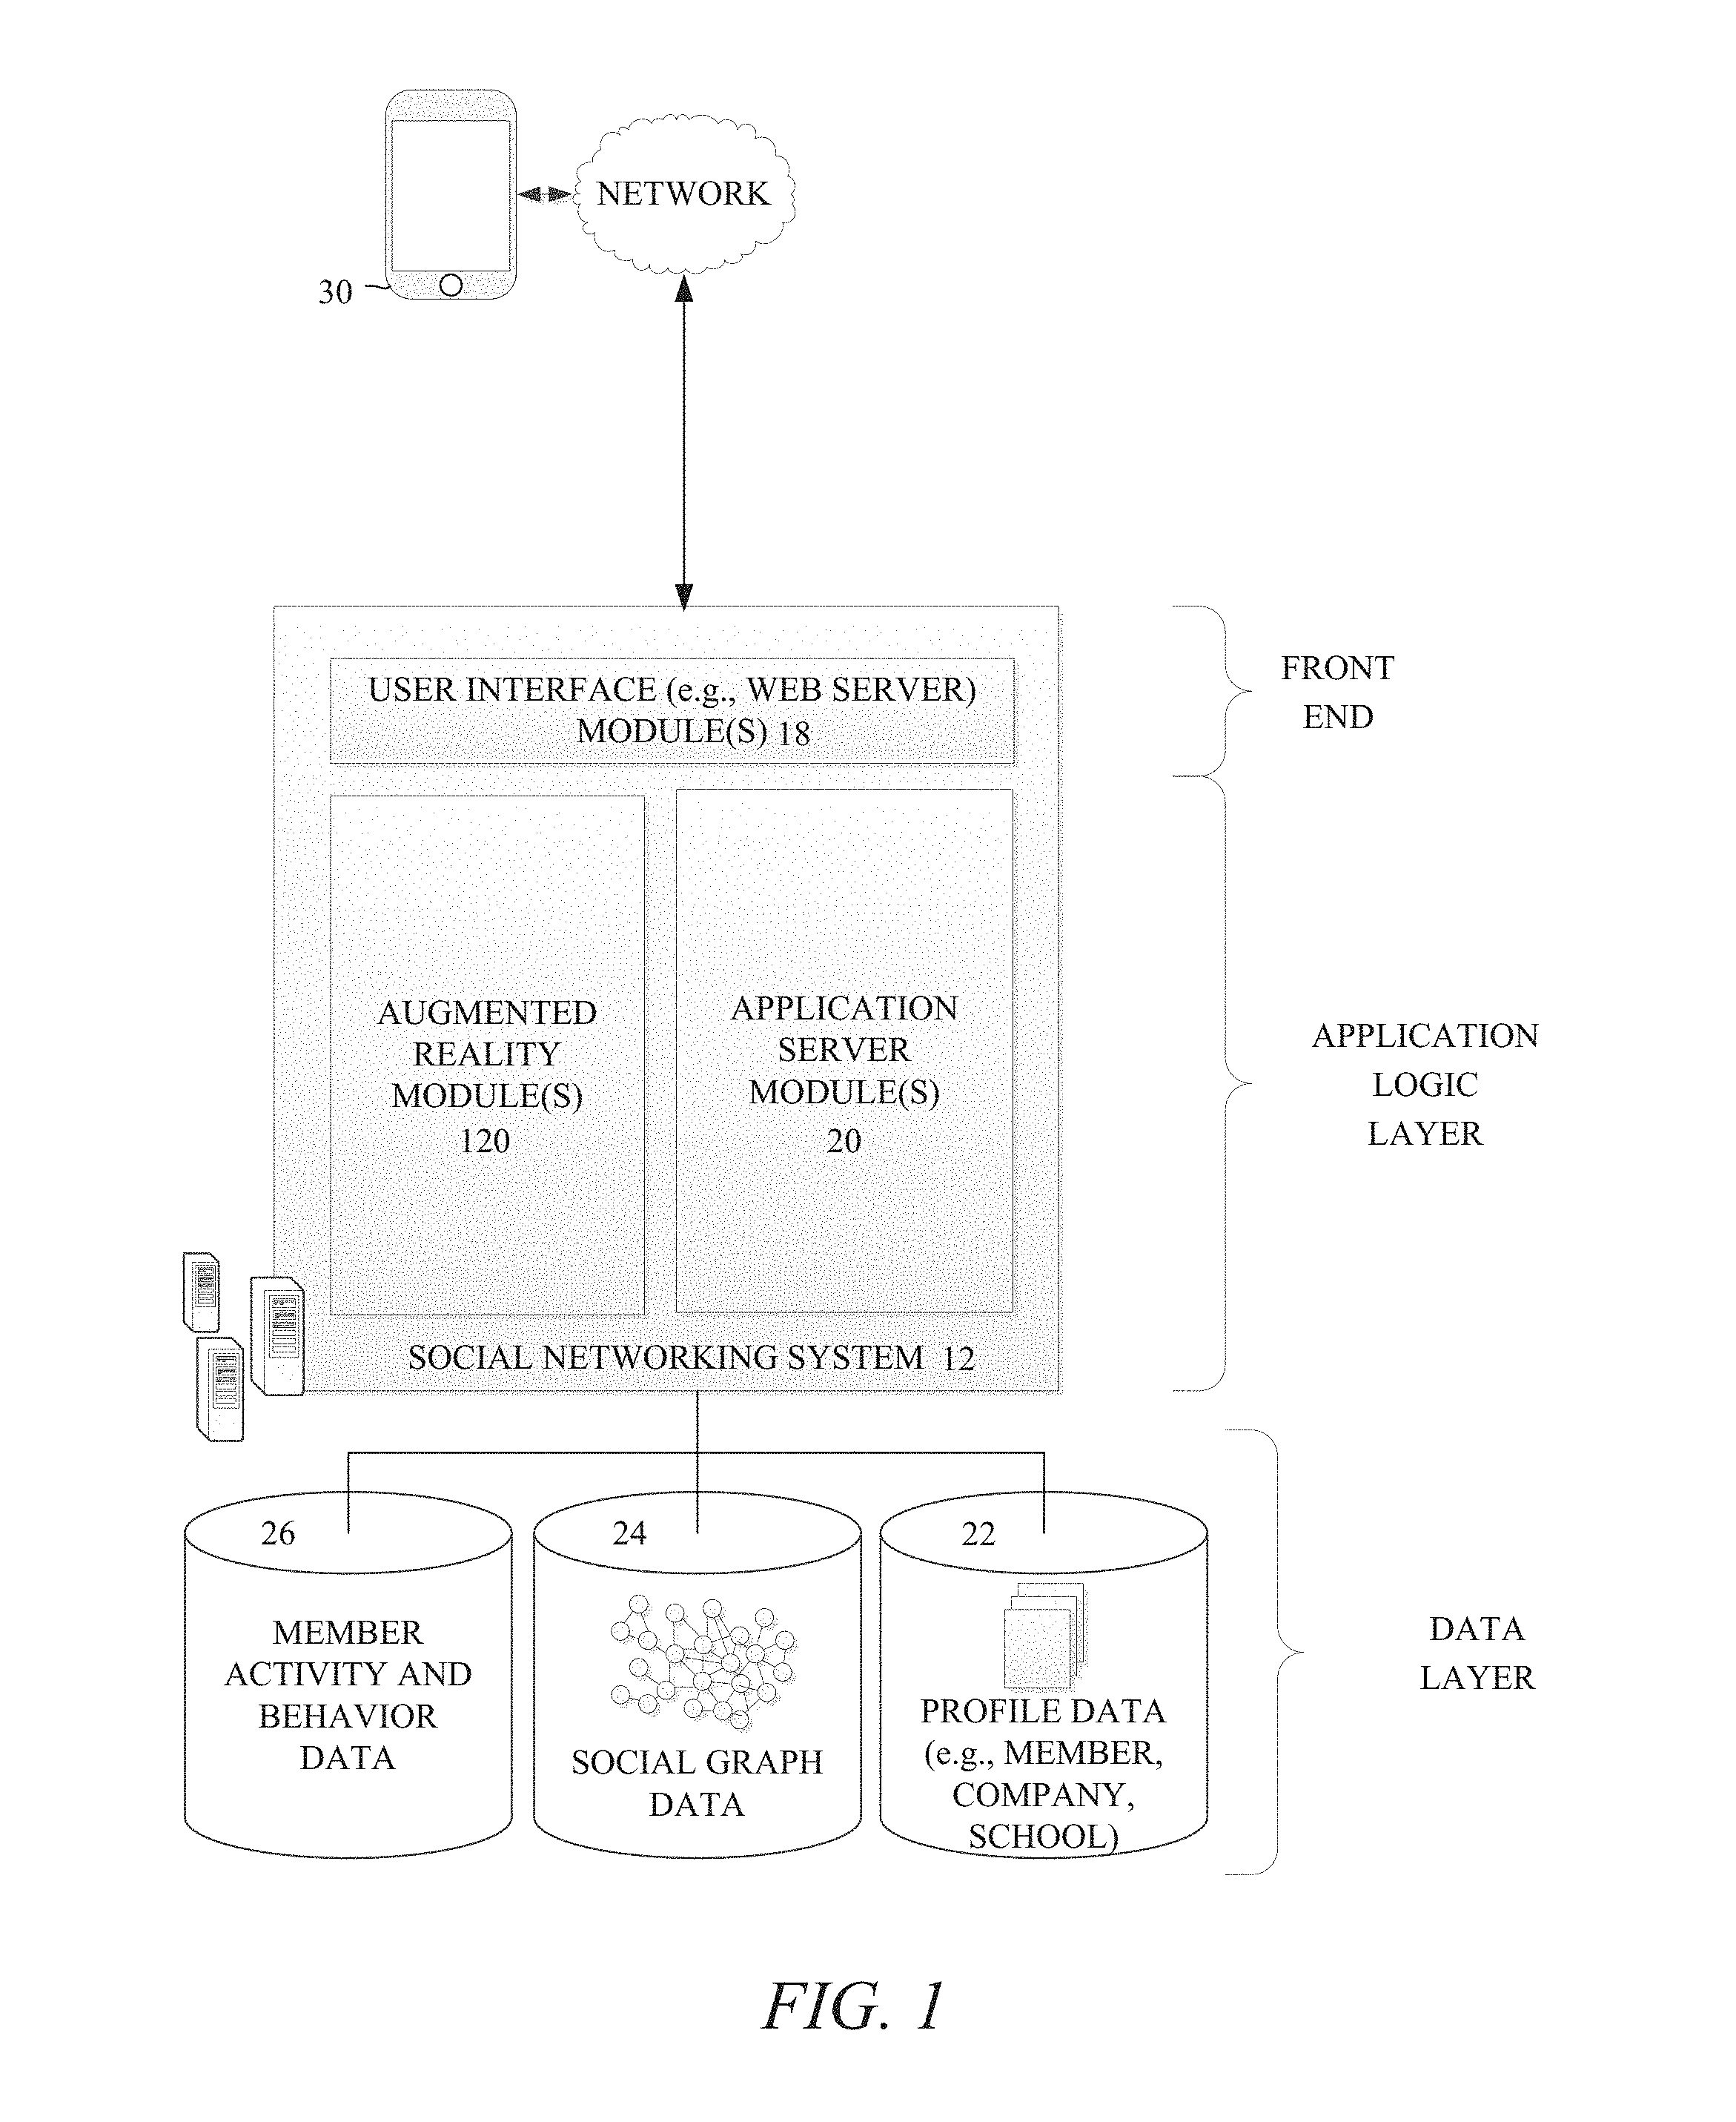 NETWORK
30
USER INTERFACE (e.g., WEB SERVER)
MODULE(S) 18
FRONT
END
AUGMENTED
REALITY
MODULE(S)
120
APPLICATION
SERVER
MODULE(S)
20
APPLICATION
LOGIC
LAYER
SOCIAL NETWORKING SYSTEM 12
26
MEMBER
ACTIVITY AND
BEHAVIOR
DATA
24
SOCIAL GRAPH
DATA
22
PROFILE DATA
(e.g., MEMBER,
COMPANY,
SCHOOL)
DATA
LAYER
FIG. 1